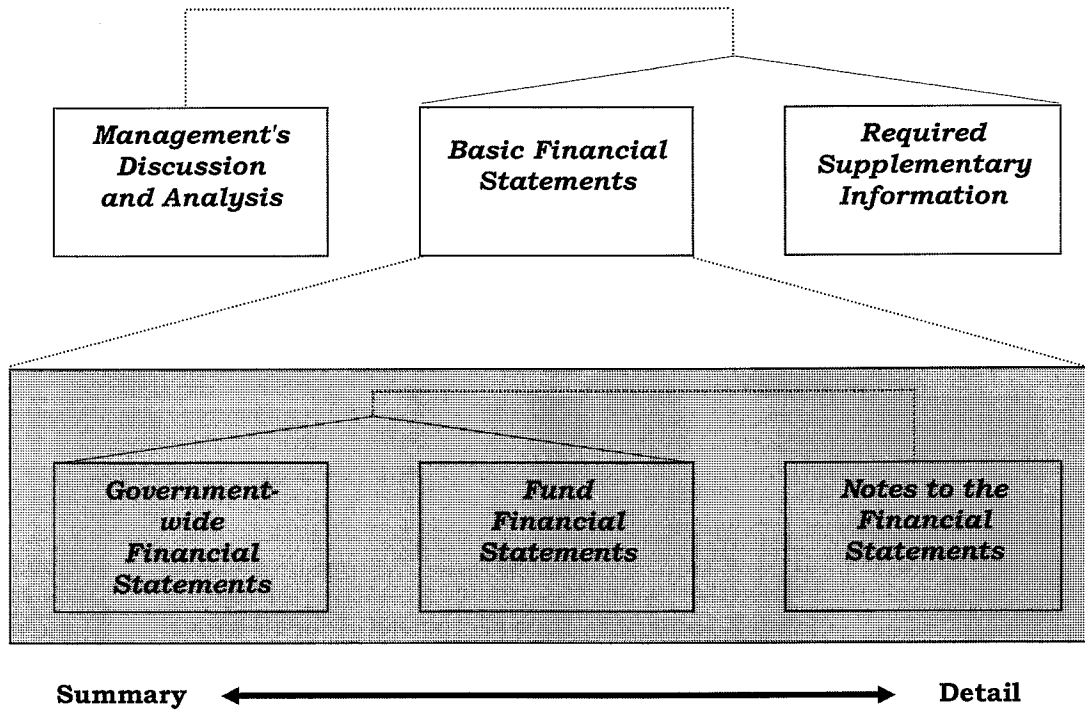 Management's
Discussion
and Analysis
Basic Financial
Statements
Required
Supplementary
Information
Government-
wide
Financial
Statements
Fund
Financial
Statements
Notes to the
Financial
Statements
Summary
Detail